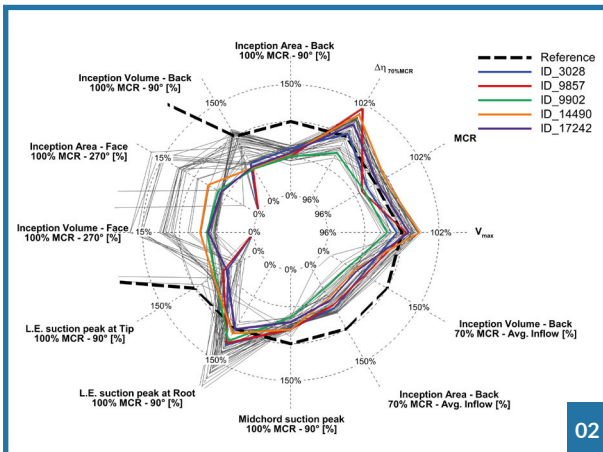 Inception Area - Back
100% MCR - 90° [%]
Δη 70%MCR
Reference
ID_3028
ID_9857
ID_9902
ID_14490
ID_17242
Inception Volume - Back
100% MCR - 90° [%]
150%
150%
102%
MCR
Inception Area - Face
100% MCR - 270° [%]
15%
102%
0%
96%
0%
96%
Inception Volume - Face
100% MCR - 270° [%]
15%
0%
96%
102%
Vmax
0%
0%
0%
0%
0%
0%
L.E. suction peak at Tip
100% MCR - 90° [%]
150%
150%
Inception Volume - Back
70% MCR - Avg. Inflow [%]
150%
150%
150%
L.E. suction peak at Root
100% MCR - 90° [%]
Midchord suction peak
100% MCR - 90° [%]
Inception Area - Back
70% MCR - Avg. Inflow [%]
02